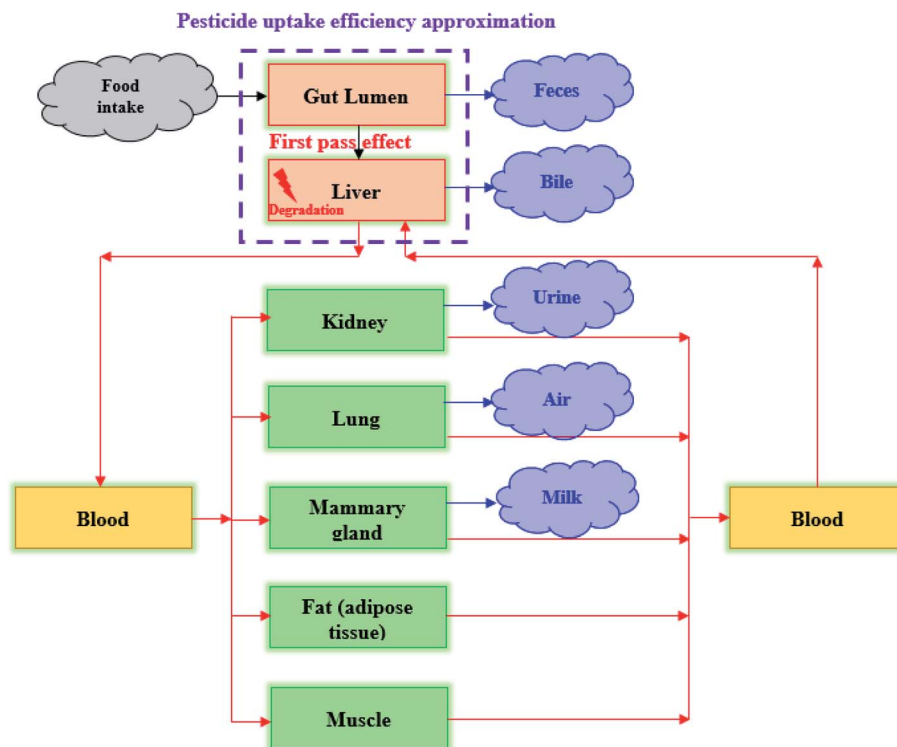 Pesticide uptake efficiency approximation
Food
intake
Gut Lumen
Feces
First pass effect
Liver
Degradation
Bile
Kidney
Urine
Lung
Air
Blood
Mammary
gland
Milk
Blood
Fat (adipose
tissue)
Muscle